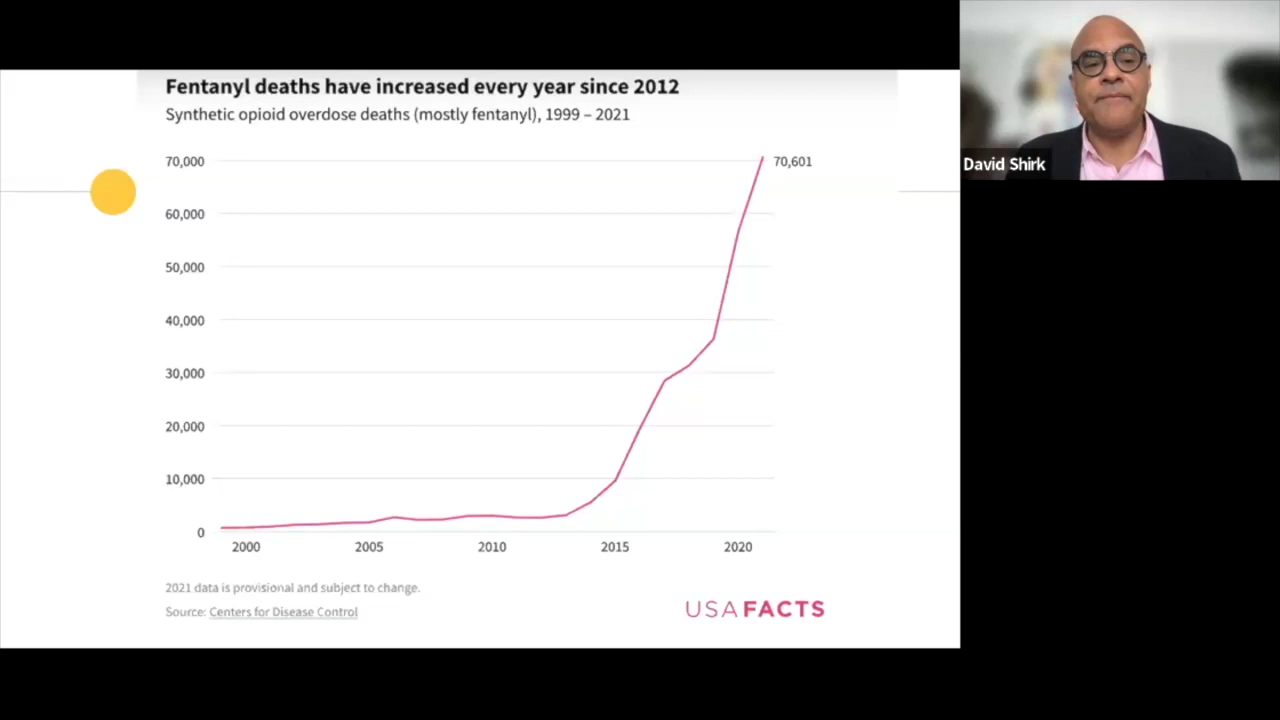 Fentanyl deaths have increased every year since 2012
Synthetic opioid overdose deaths (mostly fentanyl), 1999 – 2021
70,000
70,601
60,000
50,000
40,000
30,000
20,000
10,000
0
2000 2005 2010 2015 2020
2021 data is provisional and subject to change.
Source: Centers for Disease Control
USAFACTS
David Shirk